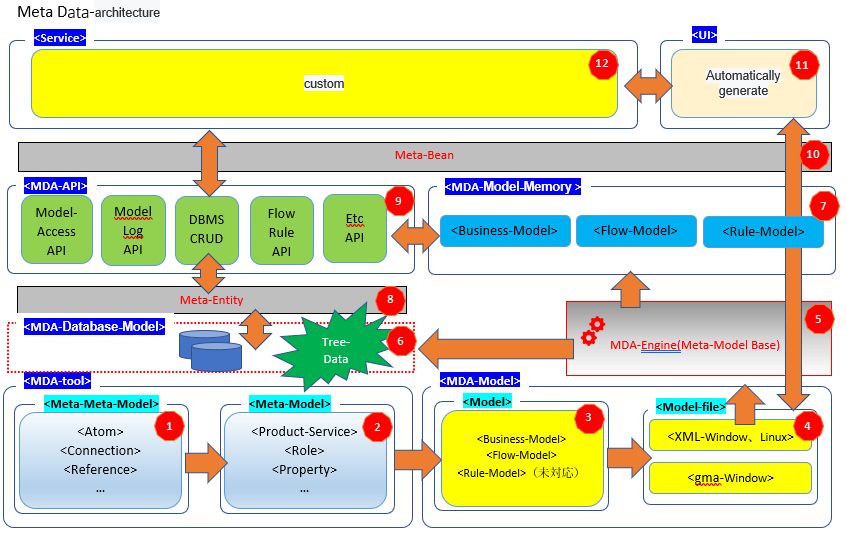 Meta Data-architecture
<Service>
<UI>
12
custom
11
Automatically
generate
Meta-Bean
10
<MDA-API>
<MDA-Model-Memory >
9
7
Model-
Access
API
Model
Log
API
DBMS
CRUD
Flow
Rule
API
Etc
API
<Business-Model>
<Flow-Model>
<Rule-Model>
Meta-Entity
8
<MDA-Database-Model>
6
Tree-
Data
5
MDA-Engine(Meta-Model Base)
<MDA-tool>
<MDA-Model>
<Meta-Meta-Model>
<Meta-Model>
<Model>
<Model-file>
1
<Atom>
<Connection>
<Reference>
...
2
<Product-Service>
<Role>
<Property>
...
3
<Business-Model>
<Flow-Model>
<Rule-Model>（未対応）
4
<XML-Window、Linux>
<gma-Window>